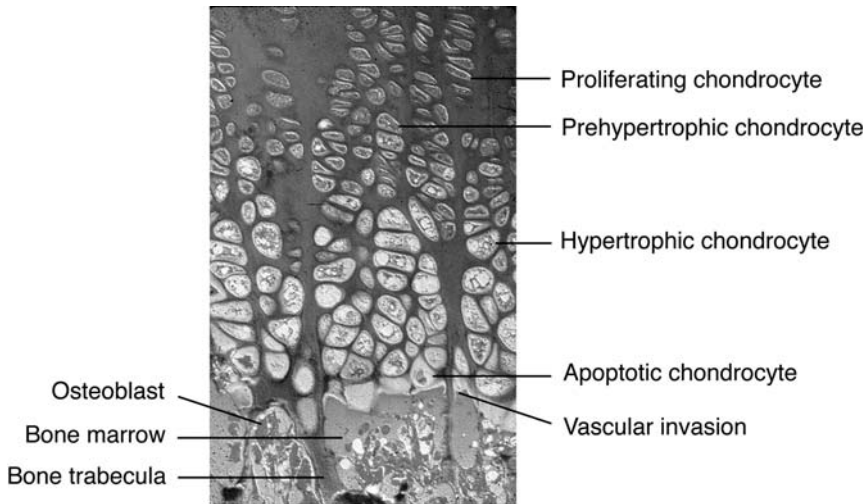 Proliferating chondrocyte
Prehypertrophic chondrocyte
Hypertrophic chondrocyte
Apoptotic chondrocyte
Vascular invasion
Osteoblast
Bone marrow
Bone trabecula